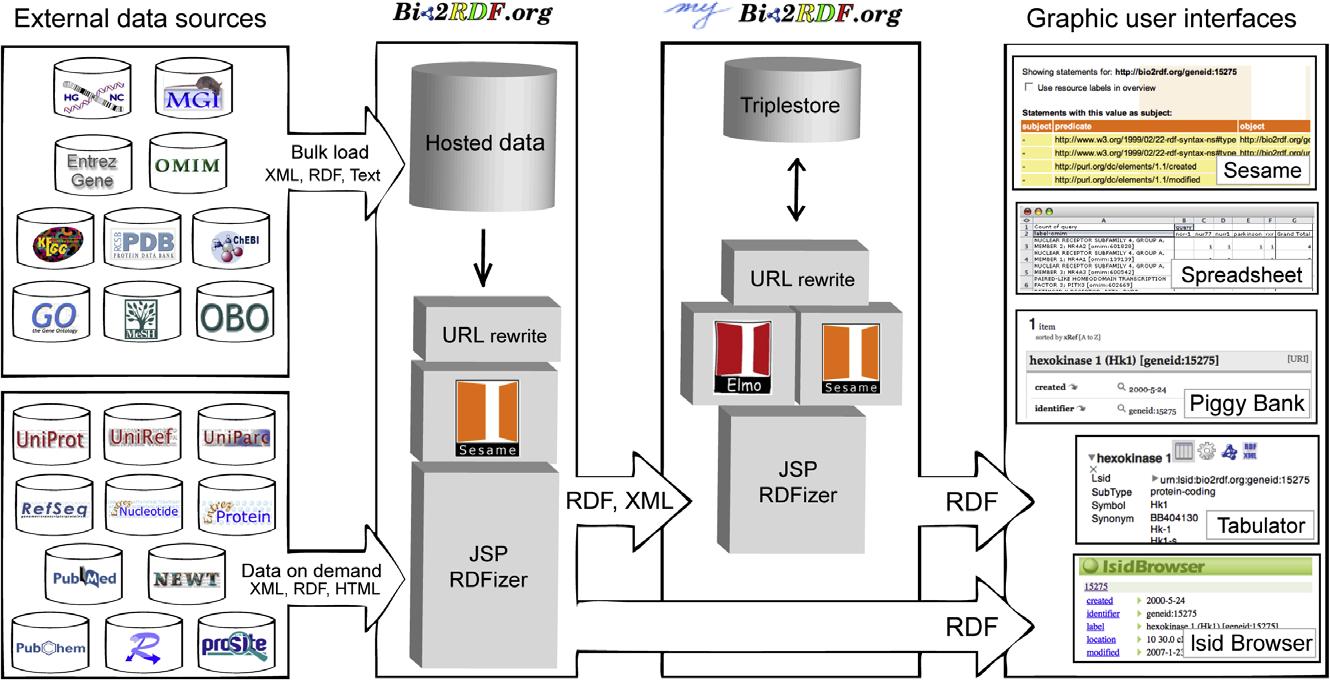 External data sources
Bio2RDF.org
my Bio2RDF.org
Graphic user interfaces
HG NC
MGI
Entrez
Gene
OMIM
KEGG
RCSB
PDB
PROTEIN DATA BANK
ChEBI
GO
the Gene Ontology
MeSH
OBO
Bulk load
XML, RDF, Text
UniProt
UniRef
UniParc
RefSeq
Entrez
Nucleotide
Entrez
Protein
PubMed
NEWT
PubChem
R
proSite
Data on demand
XML, RDF, HTML
Hosted data
URL rewrite
Sesame
JSP
RDFizer
RDF, XML
Triplestore
URL rewrite
Elmo
Sesame
JSP
RDFizer
RDF
RDF
Showing statements for: http://bio2rdf.org/geneid:15275
Use resource labels in overview
Statements with this value as subject:
subject predicate object
- http://www.w3.org/1999/02/22-rdf-syntax-ns#type http://bio2rdf.org/ge
- http://www.w3.org/1999/02/22-rdf-syntax-ns#type http://bio2rdf.org/ur
- http://purl.org/dc/elements/1.1/created
- http://purl.org/dc/elements/1.1/modified
Sesame
A B C D E F G
1 Count of query query
2 label-omim nor-1 nur77 nurr1 parkinson rxr Grand Total
NUCLEAR RECEPTOR SUBFAMILY 4, GROUP A,
3 MEMBER 2; NR4A2 [omim:601828] 1 1 1 1 4
NUCLEAR RECEPTOR SUBFAMILY 4, GROUP A,
4 MEMBER 1; NR4A1 [omim:139139]
NUCLEAR RECEPTOR SUBFAMILY 4, GROUP A,
5 MEMBER 3; NR4A3 [omim:600542]
PAIRED-LIKE HOMEODOMAIN TRANSCRIPTION
6 FACTOR 3; PITX3 [omim:602669]
Spreadsheet
1 item
sorted by xRef [A to Z]
hexokinase 1 (Hk1) [geneid:15275] [URI]
created 2000-5-24
identifier geneid:15275
Piggy Bank
hexokinase 1
RDF
XML
Lsid urn:lsid:bio2rdf.org:geneid:15275
SubType protein-coding
Symbol Hk1
Synonym BB404130
Hk-1
Hk1-s
Tabulator
lsidBrowser
15275
created 2000-5-24
identifier geneid:15275
label hexokinase 1 (Hk1) [geneid:15275]
location 10 30.0 c
modified 2007-1-23
lsid Browser